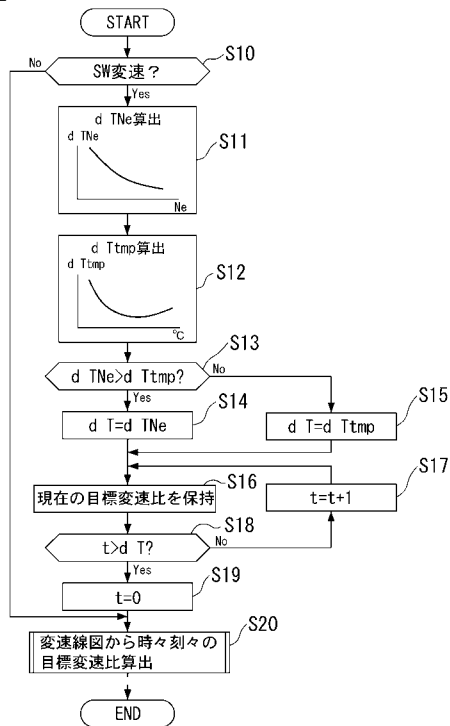 START
S10
No
SW変速？
Yes
d TNe算出
d TNe
S11
Ne
d Ttmp算出
d Ttmp
S12
℃
S13
d TNe>d Ttmp?
No
Yes
S14
S15
d T=d TNe
d T=d Ttmp
S16
S17
現在の目標変速比を保持
t=t+1
S18
t>d T?
No
Yes
S19
t=0
S20
変速線図から時々刻々の
目標変速比算出
END